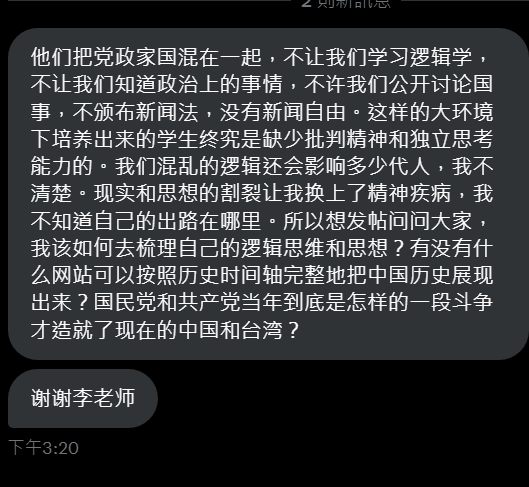 2 則新訊息
他们把党政家国混在一起，不让我们学习逻辑学，
不让我们知道政治上的事情，不许我们公开讨论国
事，不颁布新闻法，没有新闻自由。这样的大环境
下培养出来的学生终究是缺少批判精神和独立思考
能力的。我们混乱的逻辑还会影响多少代人，我不
清楚。现实和思想的割裂让我换上了精神疾病，我
不知道自己的出路在哪里。所以想发帖问问大家，
我该如何去梳理自己的逻辑思维和思想？有没有什
么网站可以按照历史时间轴完整地把中国历史展现
出来？国民党和共产党当年到底是怎样的一段斗争
才造就了现在的中国和台湾？
谢谢李老师
下午3:20